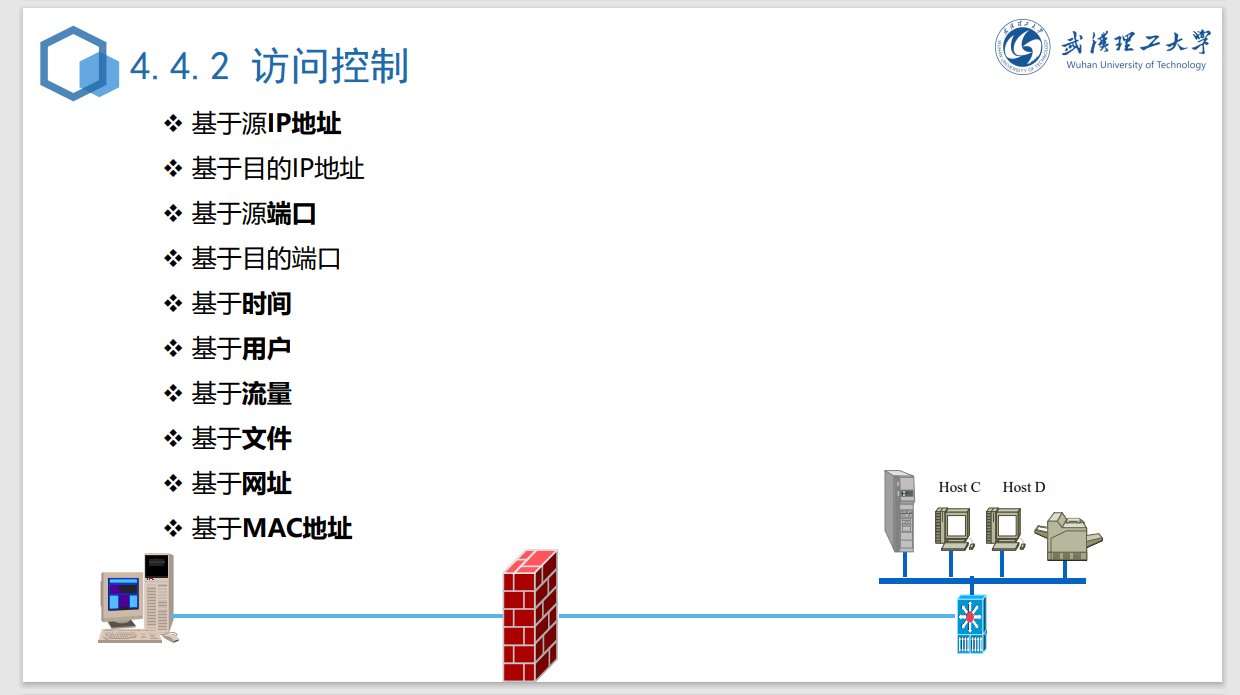 4.4.2 访问控制
武汉理工大学
Wuhan University of Technology
❖ 基于源IP地址
❖ 基于目的IP地址
❖ 基于源端口
❖ 基于目的端口
❖ 基于时间
❖ 基于用户
❖ 基于流量
❖ 基于文件
❖ 基于网址
❖ 基于MAC地址
Host C
Host D